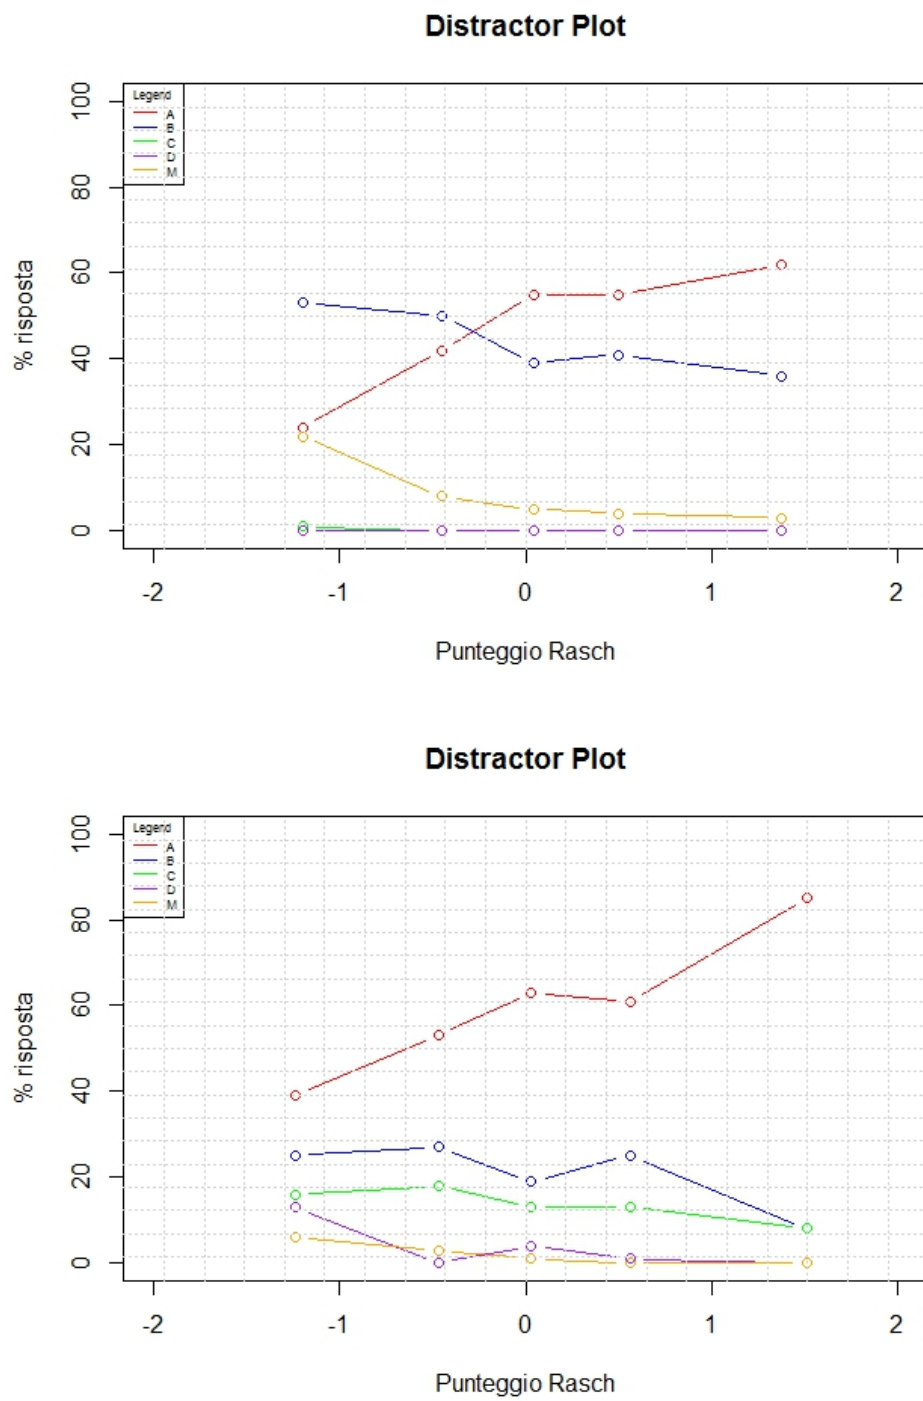 Distractor Plot
Legend
A
B
C
D
M
% risposta
100
80
60
40
20
0
-2 -1 0 1 2
Punteggio Rasch
Distractor Plot
Legend
A
B
C
D
M
% risposta
100
80
60
40
20
0
-2 -1 0 1 2
Punteggio Rasch